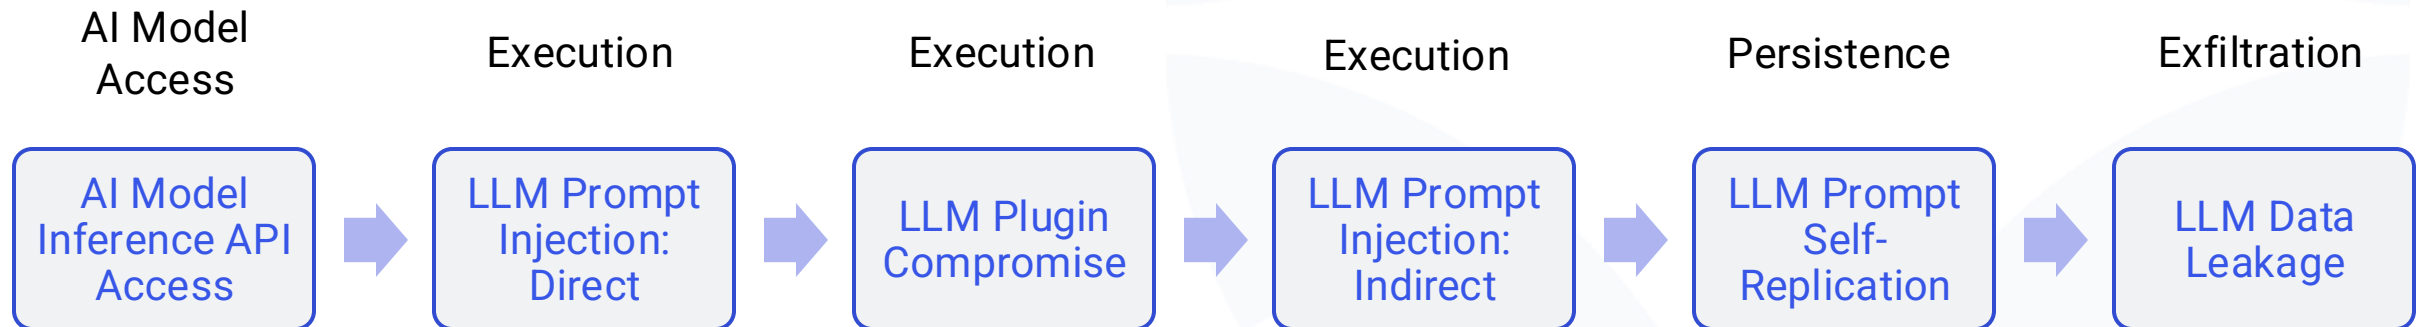 AI Model
Access
Execution
Execution
Execution
Persistence
Exfiltration
AI Model
Inference API
Access
LLM Prompt
Injection:
Direct
LLM Plugin
Compromise
LLM Prompt
Injection:
Indirect
LLM Prompt
Self-
Replication
LLM Data
Leakage